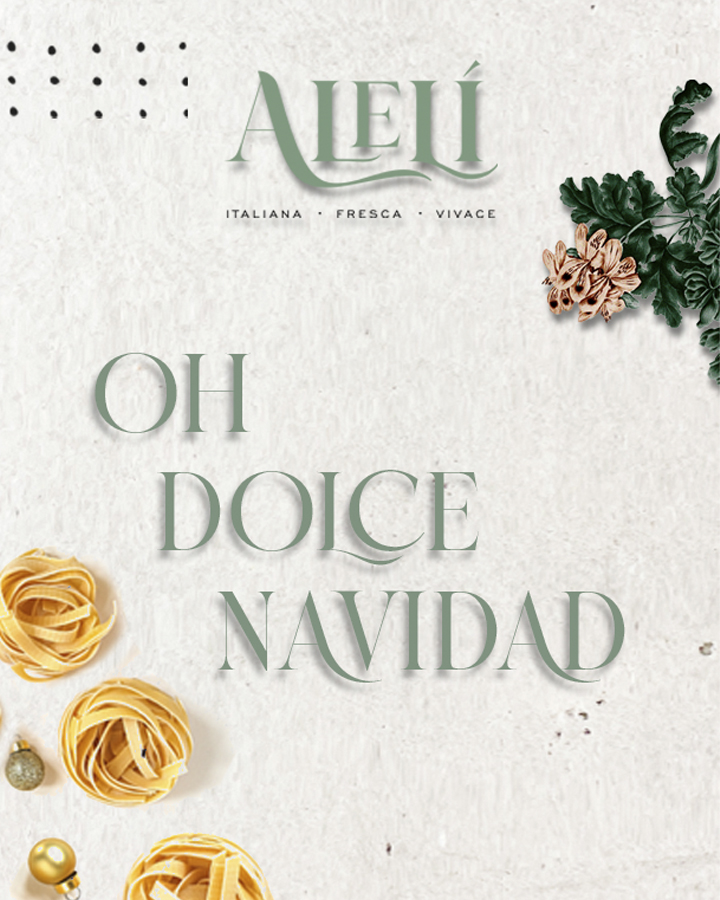 ALELÍ
ITALIANA · FRESCA · VIVACE
OH
DOLCE
NAVIDAD